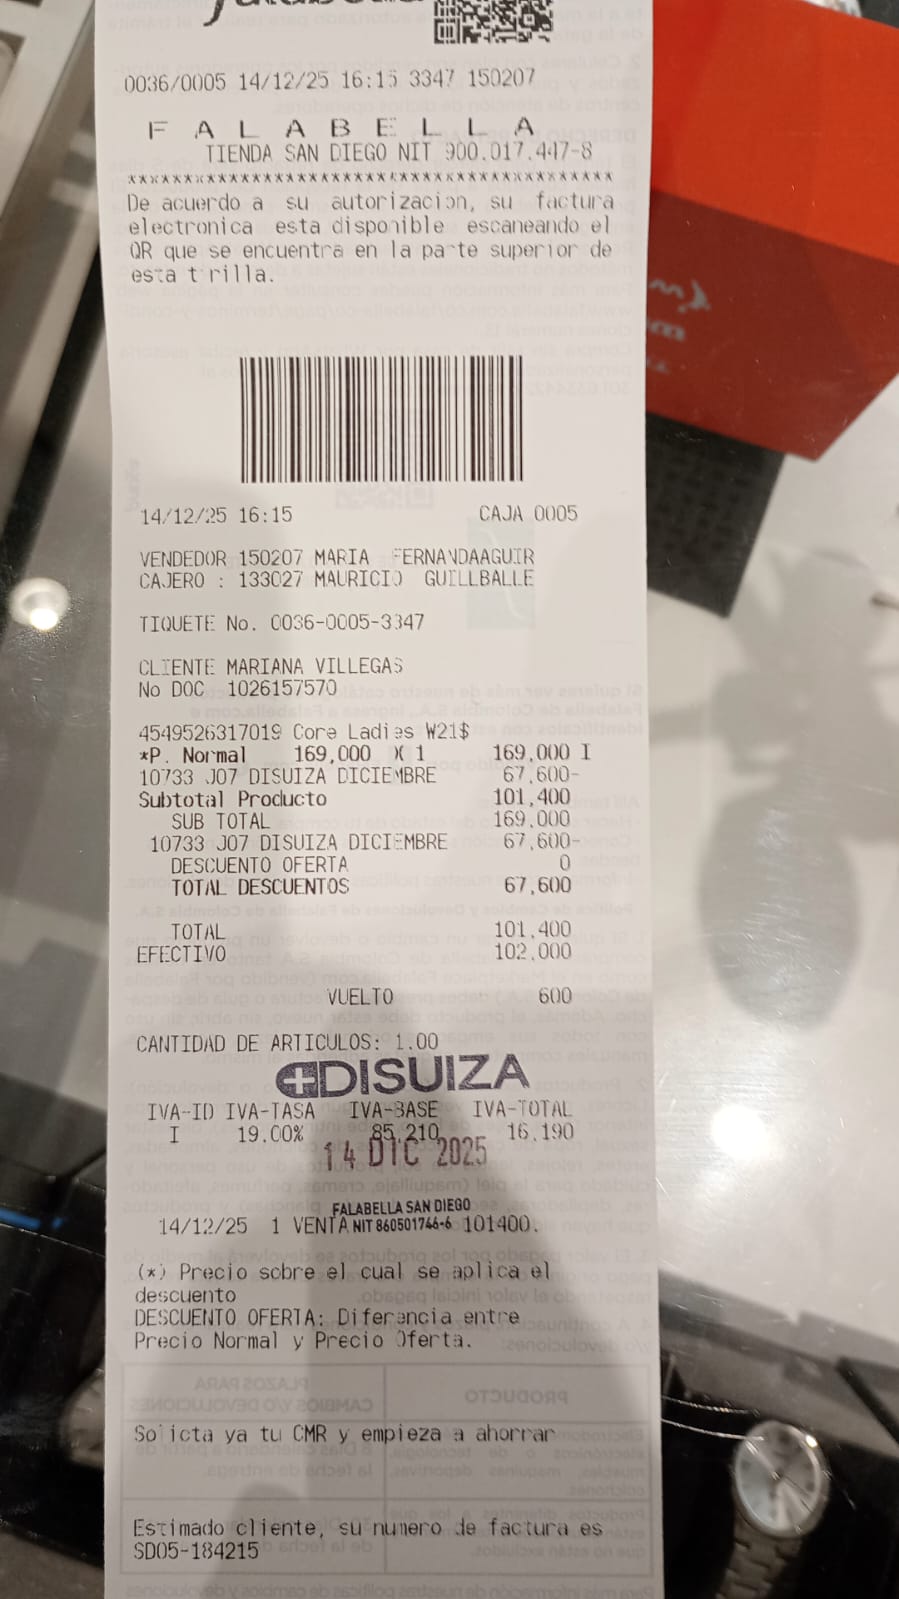 falabella
0036/0005 14/12/25 16:15 3347 150207
F A L A B E L L A
TIENDA SAN DIEGO NIT 900.017.447-8
*******************************************
De acuerdo a su autorizacion, su factura
electronica esta disponible escaneando el
QR que se encuentra en la parte superior de
esta tirilla.
14/12/25 16:15 CAJA 0005
VENDEDOR 150207 MARIA FERNANDAAGUIR
CAJERO : 133027 MAURICIO GUILLBALLE
TIQUETE No. 0036-0005-3347
CLIENTE MARIANA VILLEGAS
No DOC 1026157570
4549526317019 Core Ladies W21$
*P. Normal 169,000 X 1 169,000 I
10733 J07 DISUIZA DICIEMBRE 67,600-
Subtotal Producto 101,400
SUB TOTAL 169,000
10733 J07 DISUIZA DICIEMBRE 67,600-
DESCUENTO OFERTA 0
TOTAL DESCUENTOS 67,600
TOTAL 101,400
EFECTIVO 102,000
VUELTO 600
CANTIDAD DE ARTICULOS: 1.00
DISUIZA
IVA-ID IVA-TASA IVA-BASE IVA-TOTAL
I 19.00% 85,210 16,190
14 DIC 2025
FALABELLA SAN DIEGO
14/12/25 1 VENTA NIT 860501746-6 101400.
(*) Precio sobre el cual se aplica el
descuento
DESCUENTO OFERTA: Diferencia entre
Precio Normal y Precio Oferta.
Solicta ya tu CMR y empieza a ahorrar
Estimado cliente, su numero de factura es
SD05-184215